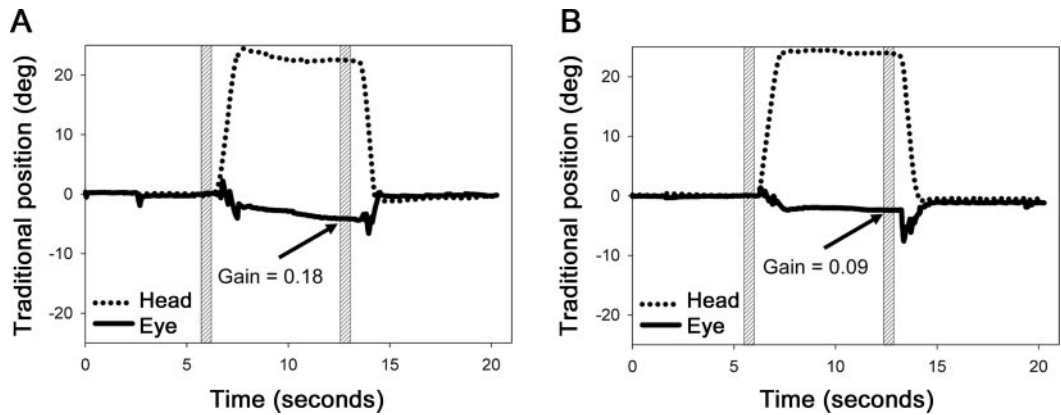 A
Torsional position (deg)
20
10
0
-10
-20
Gain = 0.18
Head
Eye
0
5
10
15
20
Time (seconds)
B
Traditional position (deg)
20
10
0
-10
-20
Gain = 0.09
Head
Eye
0
5
10
15
20
Time (seconds)